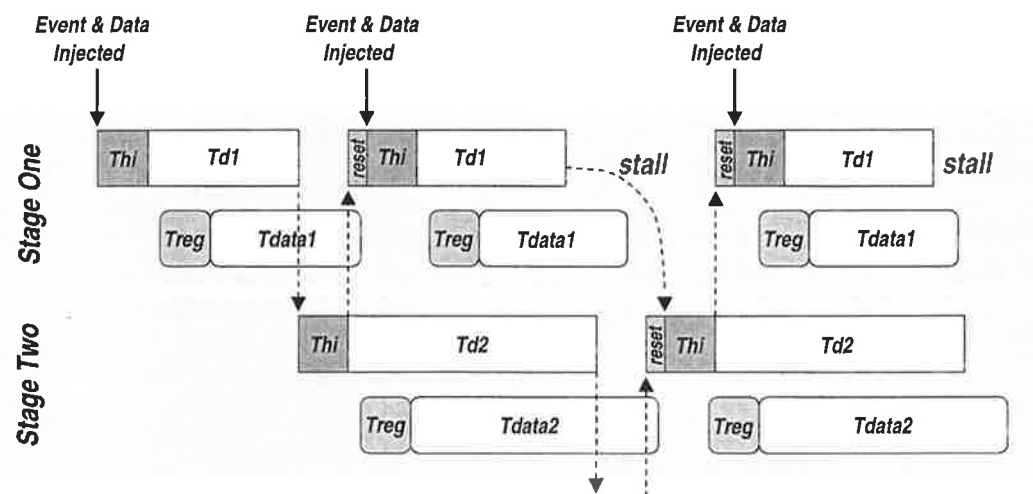 Event & Data
Injected
Event & Data
Injected
Event & Data
Injected
Stage One
Thi
Td1
reset
Thi
Td1
stall
reset
Thi
Td1
stall
Treg
Tdata1
Treg
Tdata1
Treg
Tdata1
Stage Two
Thi
Td2
reset
Thi
Td2
Treg
Tdata2
Treg
Tdata2